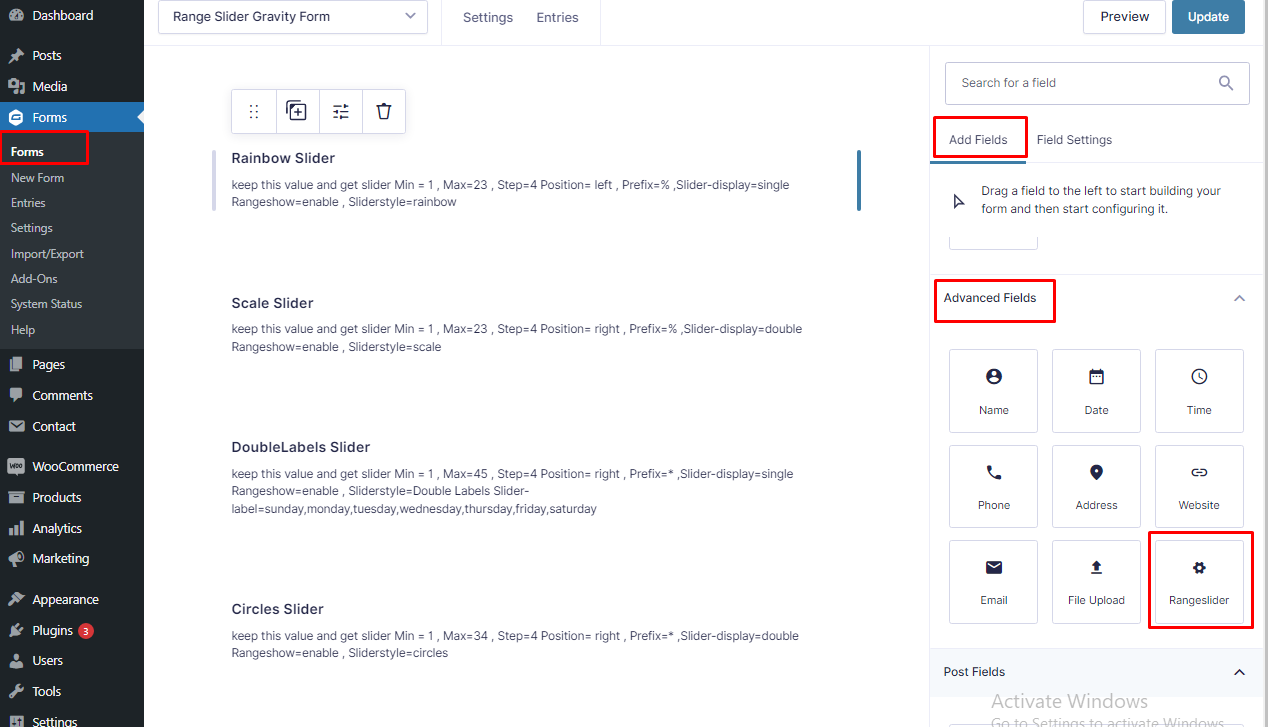 Dashboard
Posts
Media
Forms
Forms
New Form
Entries
Settings
Import/Export
Add-Ons
System Status
Help
Pages
Comments
Contact
WOO WooCommerce
Products
Analytics
Marketing
Appearance
Plugins 3
Users
Tools
Settings
Range Slider Gravity Form
Settings
Entries
Preview
Update
Rainbow Slider
keep this value and get slider Min = 1 , Max=23 , Step=4 Position= left , Prefix=% ,Slider-display=single
Rangeshow=enable , Sliderstyle=rainbow
Scale Slider
keep this value and get slider Min = 1 , Max=23 , Step=4 Position= right , Prefix=% ,Slider-display=double
Rangeshow=enable , Sliderstyle=scale
DoubleLabels Slider
keep this value and get slider Min = 1 , Max=45 , Step=4 Position= right , Prefix=* ,Slider-display=single
Rangeshow=enable , Sliderstyle=Double Labels Slider-
label=sunday,monday,tuesday,wednesday,thursday,friday,saturday
Circles Slider
keep this value and get slider Min = 1 , Max=34 , Step=4 Position= right , Prefix=* ,Slider-display=double
Rangeshow=enable , Sliderstyle=circles
Search for a field
Add Fields
Field Settings
Drag a field to the left to start building your
form and then start configuring it.
Advanced Fields
Name
Date
Time
Phone
Address
Website
Email
File Upload
Rangeslider
Post Fields
Activate Windows
Go to Settings to activate Windows.